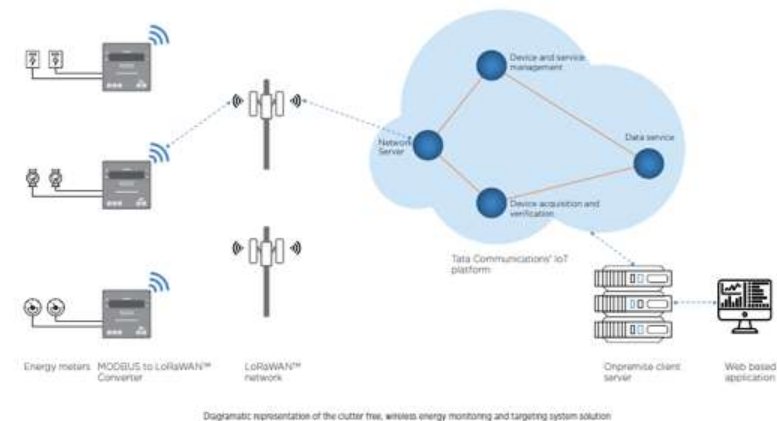 Device and service
management
Network
Server
Data service
Device acquisition and
verification
Tata Communications' IoT
platform
Energy meters
MODBUS to LoRaWAN™
Converter
LoRaWAN™
network
Onpremise client
server
Web based
application
Diagramatic representation of the clutter free, wireless energy monitoring and targeting system solution